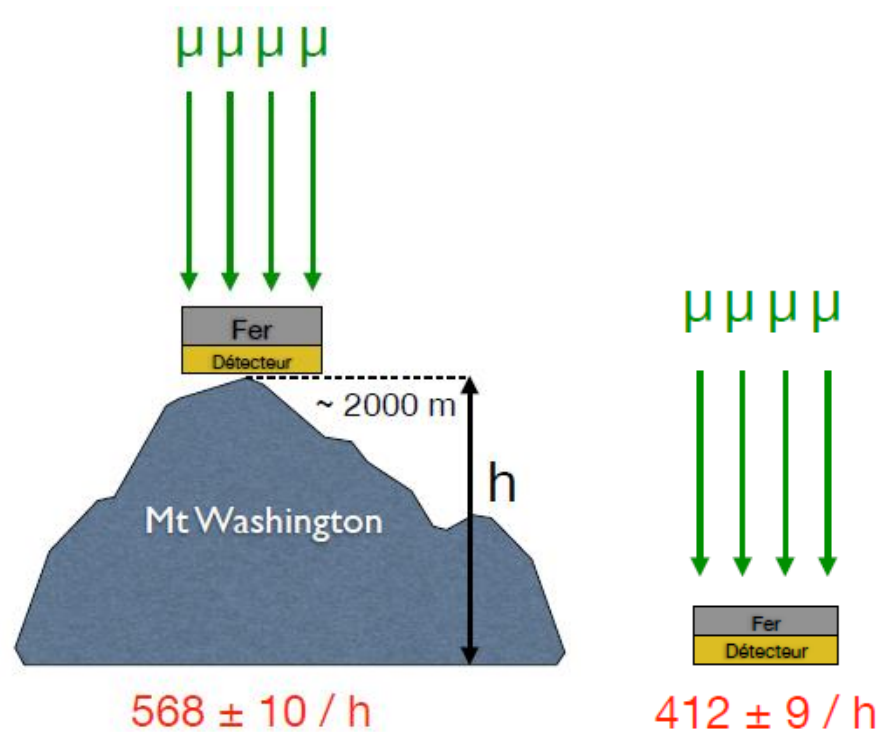 µ µ µ µ
Fer
Détecteur
~ 2000 m
h
Mt Washington
568 ± 10 / h
µ µ µ µ
Fer
Détecteur
412 ± 9 / h